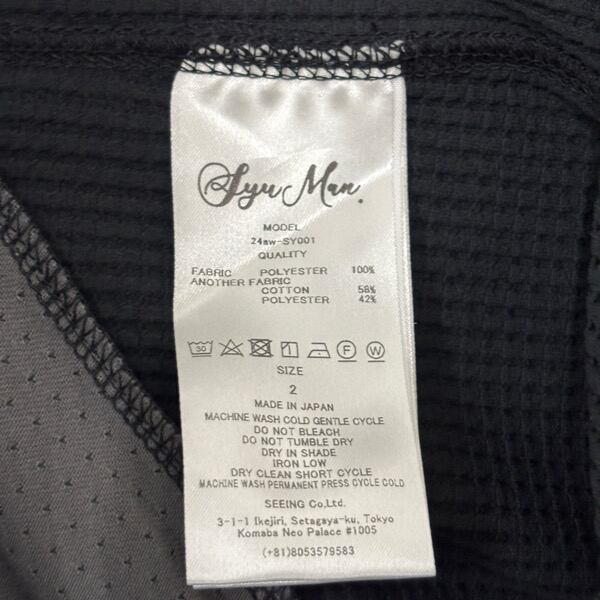 Syu Man.
MODEL
24aw-SY001
QUALITY
FABRIC POLYESTER 100%
ANOTHER FABRIC
COTTON 58%
POLYESTER 42%
30 F W
SIZE
2
MADE IN JAPAN
MACHINE WASH COLD GENTLE CYCLE
DO NOT BLEACH
DO NOT TUMBLE DRY
DRY IN SHADE
IRON LOW
DRY CLEAN SHORT CYCLE
MACHINE WASH PERMANENT PRESS CYCLE COLD
SEEING Co,Ltd.
3-1-1 Ikejiri, Setagaya-ku, Tokyo
Komaba Neo Palace #1005
(+81)8053579583